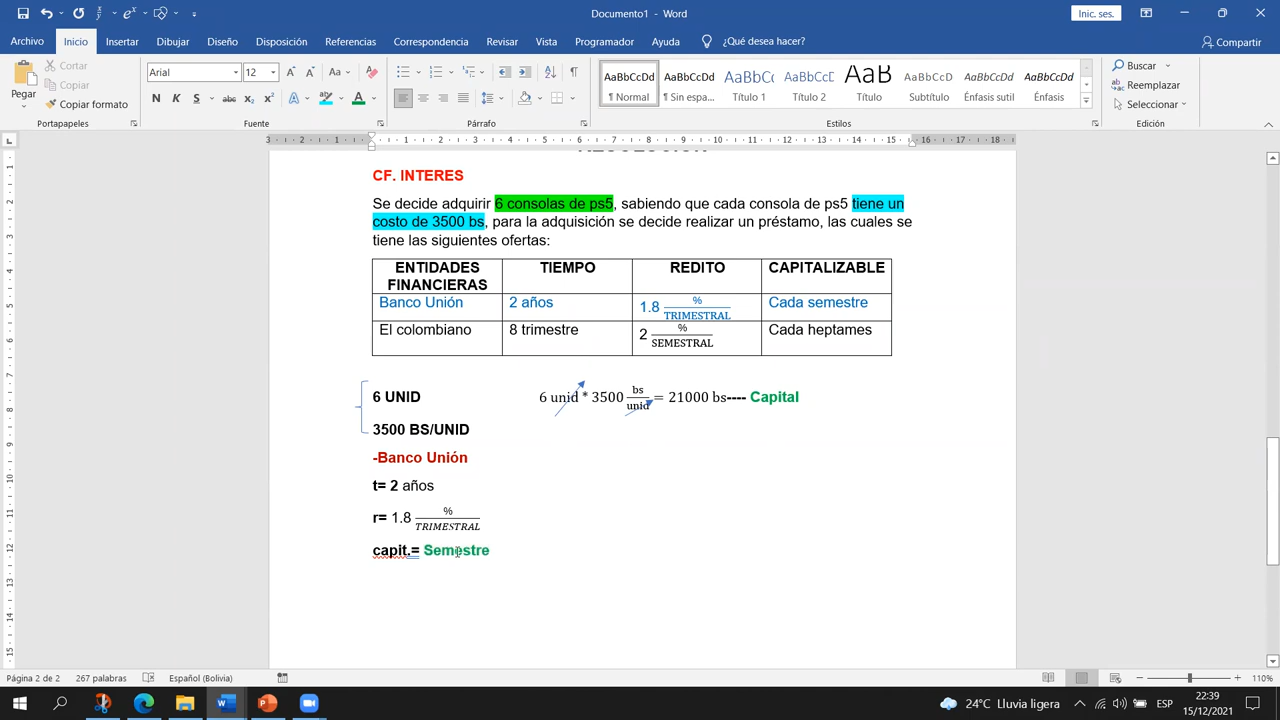 Documento1 - Word
Inic. ses.
Archivo Inicio Insertar Dibujar Diseño Disposición Referencias Correspondencia Revisar Vista Programador Ayuda ¿Qué desea hacer? Compartir
Pegar
Cortar
Copiar
Copiar formato
Portapapeles
Arial 12
N K S abc x₂ x²
Fuente
Párrafo
AaBbCcDd AaBbCcDd AaBbCc AaBbCcD AaB AaBbCcD AaBbCcDd AaBbCcDd
¶ Normal ¶ Sin espa... Título 1 Título 2 Título Subtítulo Énfasis sutil Énfasis
Estilos
Buscar
Reemplazar
Seleccionar
Edición
CF. INTERES
Se decide adquirir 6 consolas de ps5, sabiendo que cada consola de ps5 tiene un
costo de 3500 bs, para la adquisición se decide realizar un préstamo, las cuales se
tiene las siguientes ofertas:
ENTIDADES FINANCIERAS TIEMPO REDITO CAPITALIZABLE
Banco Unión 2 años 1.8 %/TRIMESTRAL Cada semestre
El colombiano 8 trimestre 2 %/SEMESTRAL Cada heptames
6 UNID 6 unid * 3500 bs/unid = 21000 bs---- Capital
3500 BS/UNID
-Banco Unión
t= 2 años
r= 1.8 %/TRIMESTRAL
capit.= Semestre
Página 2 de 2 267 palabras Español (Bolivia) 110%
24°C Lluvia ligera ESP 22:39
15/12/2021